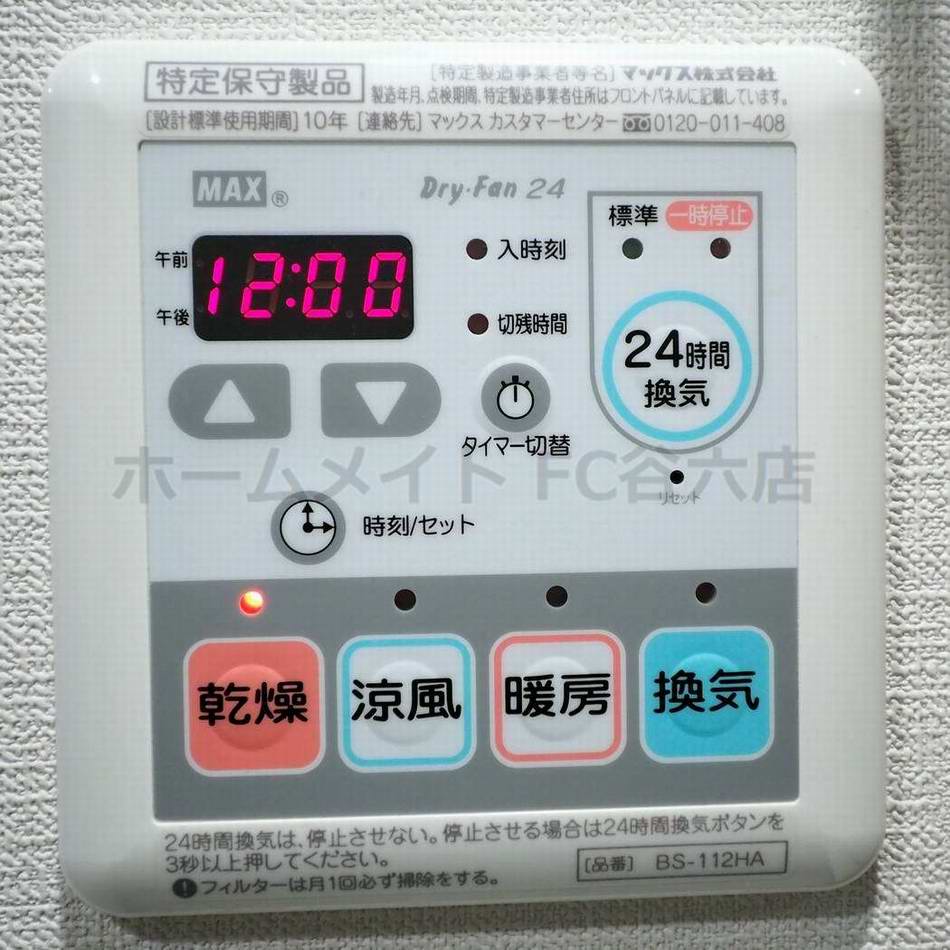 特定保守製品 [特定製造事業者等名] マックス株式会社
製造年月、点検期間、特定製造事業者住所はフロントパネルに記載しています。
[設計標準使用期間] 10年 [連絡先] マックス カスタマーセンター 0120-011-408
MAX® Dry・Fan 24
標準 一時停止
午前
12:00
午後
入時刻
切残時間
24時間
換気
タイマー切替
リセット
ホームメイト FC谷六店
時刻/セット
乾燥 涼風 暖房 換気
24時間換気は、停止させない。停止させる場合は24時間換気ボタンを
3秒以上押してください。
[品番] BS-112HA
!フィルターは月1回必ず掃除をする。